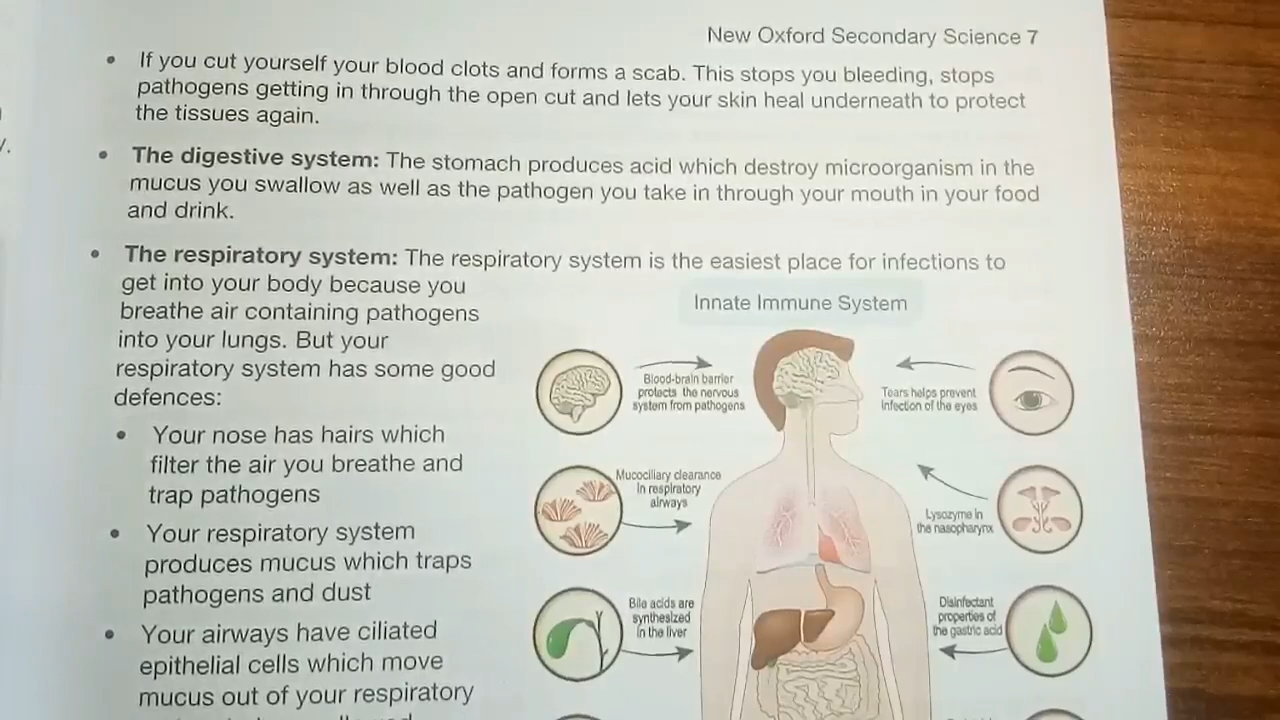 New Oxford Secondary Science 7
• If you cut yourself your blood clots and forms a scab. This stops you bleeding, stops
pathogens getting in through the open cut and lets your skin heal underneath to protect
the tissues again.
• The digestive system: The stomach produces acid which destroy microorganism in the
mucus you swallow as well as the pathogen you take in through your mouth in your food
and drink.
• The respiratory system: The respiratory system is the easiest place for infections to
get into your body because you
breathe air containing pathogens
into your lungs. But your
respiratory system has some good
defences:
• Your nose has hairs which
filter the air you breathe and
trap pathogens
• Your respiratory system
produces mucus which traps
pathogens and dust
• Your airways have ciliated
epithelial cells which move
mucus out of your respiratory
Innate Immune System
Blood-brain barrier
protects the nervous
system from pathogens
Tears helps prevent
infection of the eyes
Mucociliary clearance
in respiratory
airways
Lysozyme in
the nasopharynx
Bile acids are
synthesized
in the liver
Disinfectant
properties of
the gastric acid